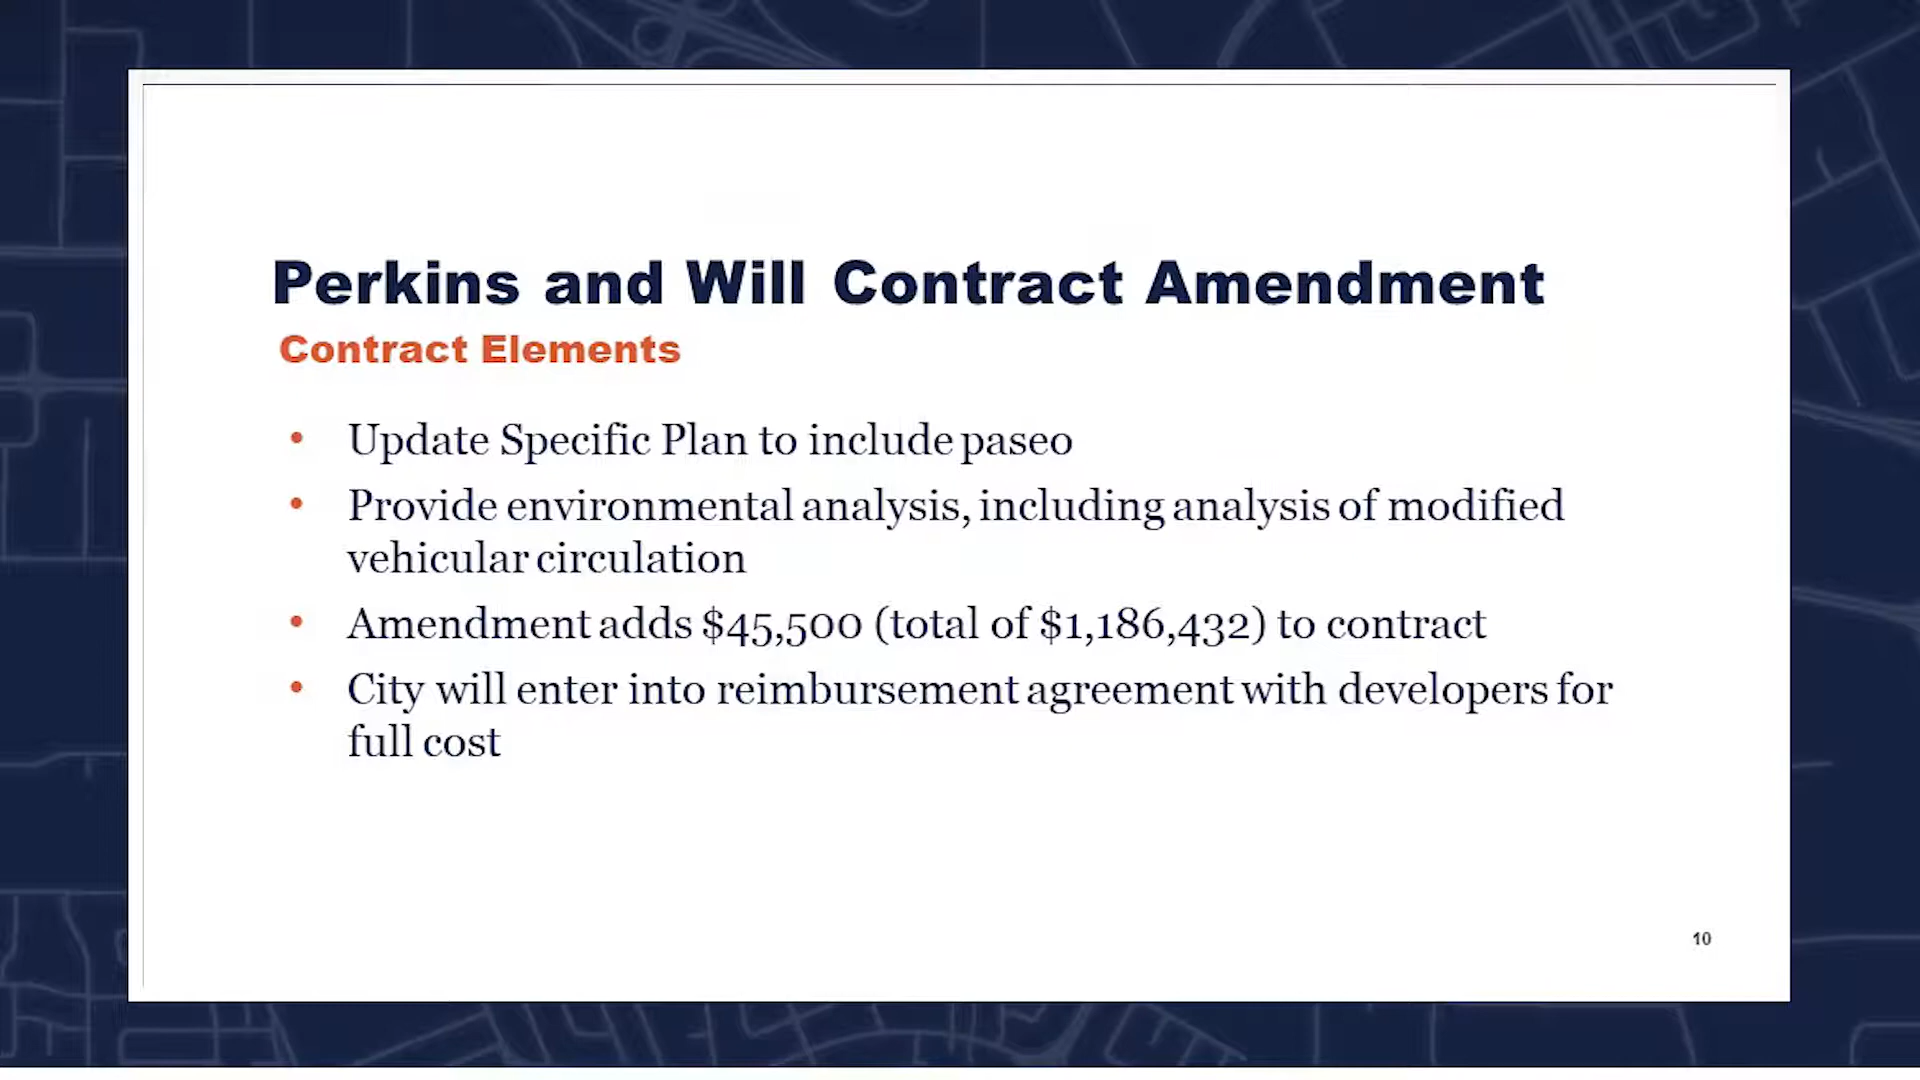 Perkins and Will Contract Amendment
Contract Elements
• Update Specific Plan to include paseo
• Provide environmental analysis, including analysis of modified
vehicular circulation
• Amendment adds $45,500 (total of $1,186,432) to contract
• City will enter into reimbursement agreement with developers for
full cost
10